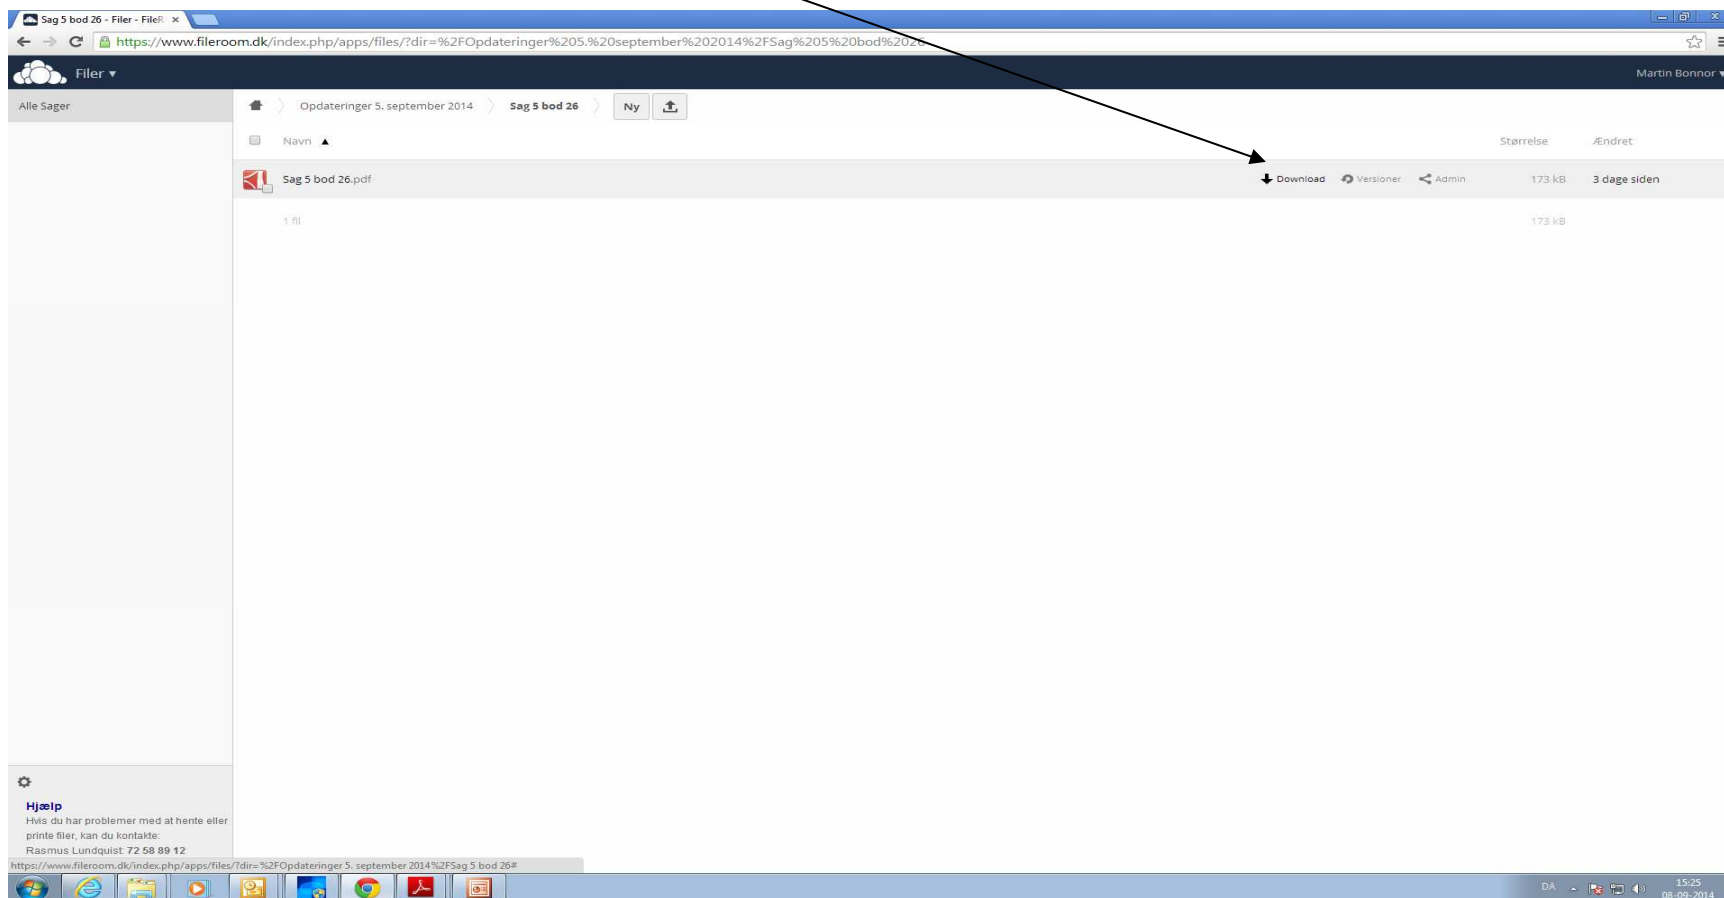 Sag 5 bod 26 - Filer - FileR
https://www.fileroom.dk/index.php/apps/files/?dir=%2FOpdateringer%205.%20september%202014%2FSag%205%20bod%2026
Filer
Martin Bonnor
Alle Sager
Opdateringer 5. september 2014
Sag 5 bod 26
Ny
Navn
Størrelse
Ændret
Sag 5 bod 26.pdf
Download
Versioner
Admin
173 kB
3 dage siden
1 fil
173 kB
Hjælp
Hvis du har problemer med at hente eller
printe filer, kan du kontakte:
Rasmus Lundquist: 72 58 89 12
https://www.fileroom.dk/index.php/apps/files/?dir=%2FOpdateringer 5. september 2014%2FSag 5 bod 26#
DA
15:25
08-09-2014